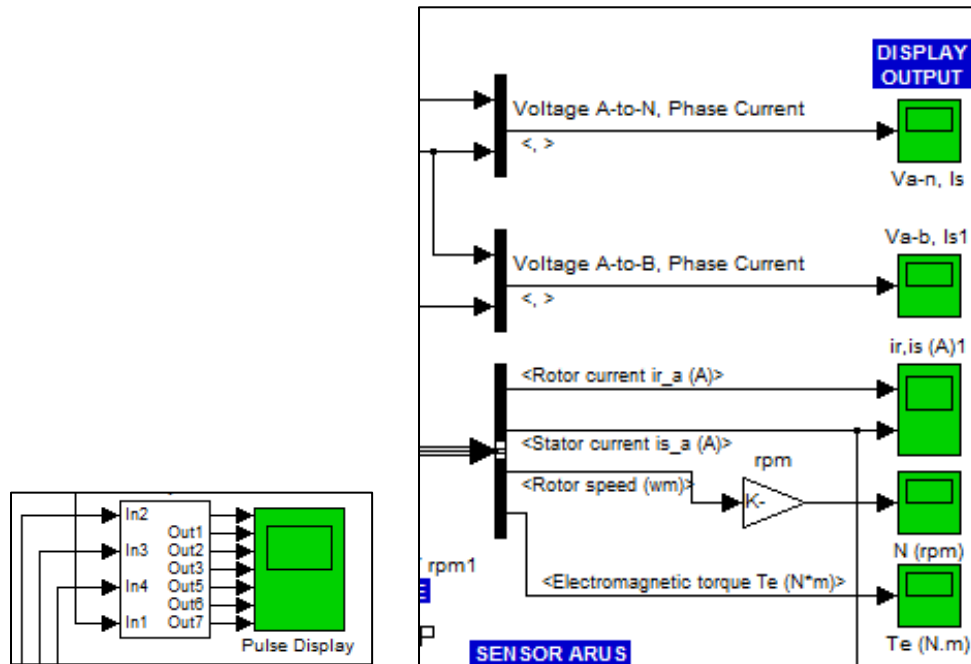 DISPLAY
OUTPUT
Voltage A-to-N, Phase Current
<, >
Va-n, Is
Va-b, Is1
Voltage A-to-B, Phase Current
<, >
ir,is (A)1
<Rotor current ir_a (A)>
<Stator current is_a (A)>
rpm
<Rotor speed (wm)>
K-
N (rpm)
rpm1
<Electromagnetic torque Te (N*m)>
Te (N.m)
SENSOR ARUS
In2
Out1
In3
Out2
Out3
In4
Out5
Out6
In1
Out7
Pulse Display